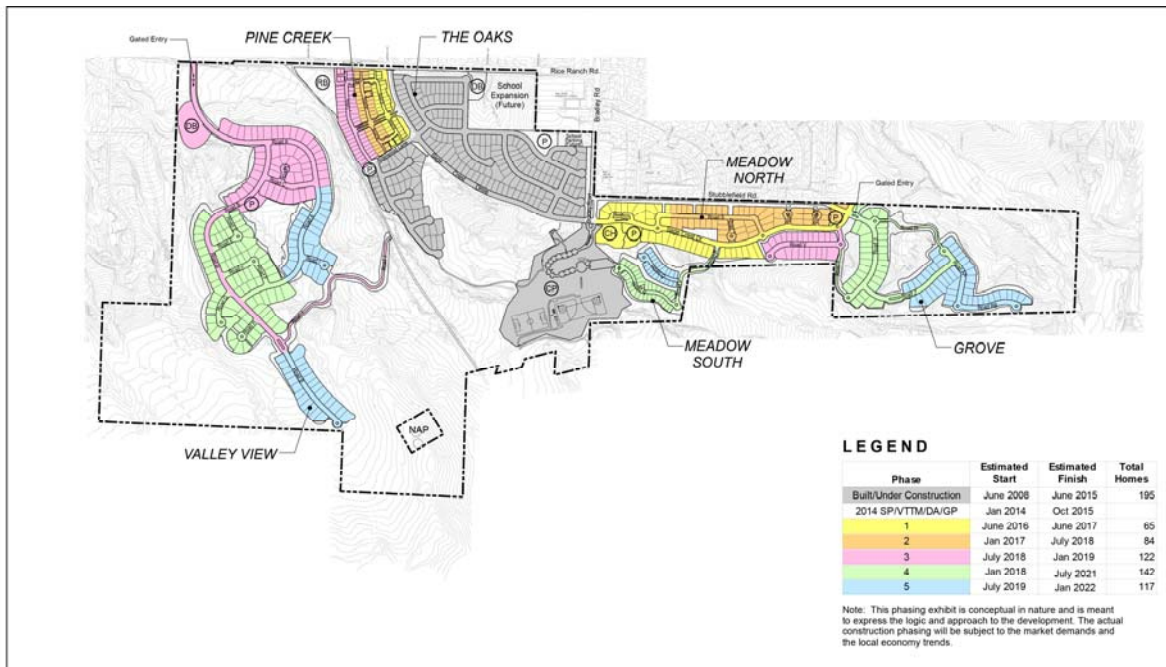 Gated Entry
PINE CREEK
THE OAKS
RB
DB
School
Expansion
(Future)
Rice Ranch Rd.
Bradley Rd
DB
P
P
P
MEADOW
NORTH
Stubblefield Rd.
Gated Entry
P
CH
P
CP
MEADOW
SOUTH
GROVE
VALLEY VIEW
NAP
LEGEND
Phase Estimated Start Estimated Finish Total Homes
Built/Under Construction June 2008 June 2015 195
2014 SP/VTTM/DA/GP Jan 2014 Oct 2015
1 June 2016 June 2017 65
2 Jan 2017 July 2018 84
3 July 2018 Jan 2019 122
4 Jan 2018 July 2021 142
5 July 2019 Jan 2022 117
Note: This phasing exhibit is conceptual in nature and is meant
to express the logic and approach to the development. The actual
construction phasing will be subject to the market demands and
the local economy trends.